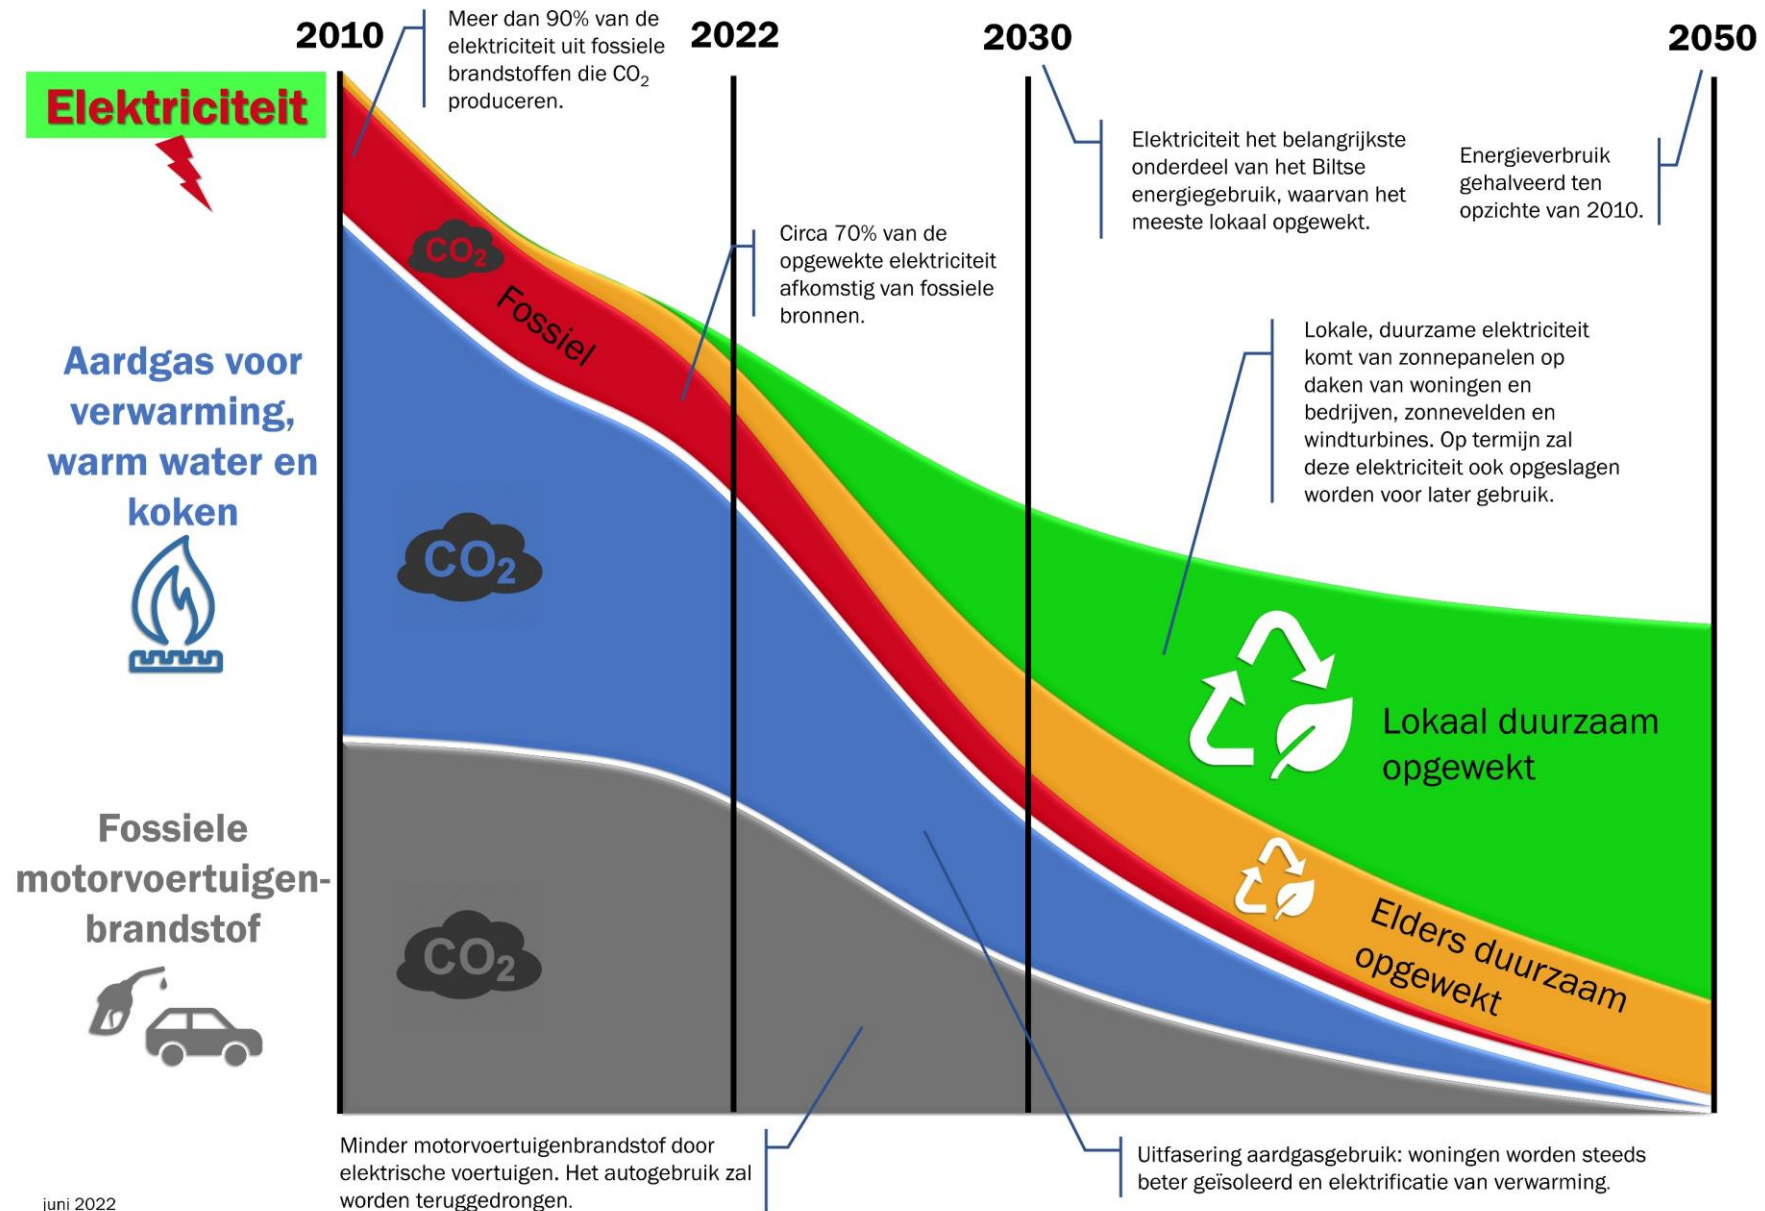 2010
Meer dan 90% van de
elektriciteit uit fossiele
brandstoffen die CO₂
produceren.
2022
2030
2050
Elektriciteit
Elektriciteit het belangrijkste
onderdeel van het Biltse
energiegebruik, waarvan het
meeste lokaal opgewekt.
Energieverbruik
gehalveerd ten
opzichte van 2010.
CO₂
Fossiel
Circa 70% van de
opgewekte elektriciteit
afkomstig van fossiele
bronnen.
Lokale, duurzame elektriciteit
komt van zonnepanelen op
daken van woningen en
bedrijven, zonnevelden en
windturbines. Op termijn zal
deze elektriciteit ook opgeslagen
worden voor later gebruik.
Aardgas voor
verwarming,
warm water en
koken
CO₂
Lokaal duurzaam
opgewekt
Fossiele
motorvoertuigen-
brandstof
CO₂
Elders duurzaam
opgewekt
Minder motorvoertuigenbrandstof door
elektrische voertuigen. Het autogebruik zal
worden teruggedrongen.
Uitfasering aardgasgebruik: woningen worden steeds
beter geïsoleerd en elektrificatie van verwarming.
juni 2022